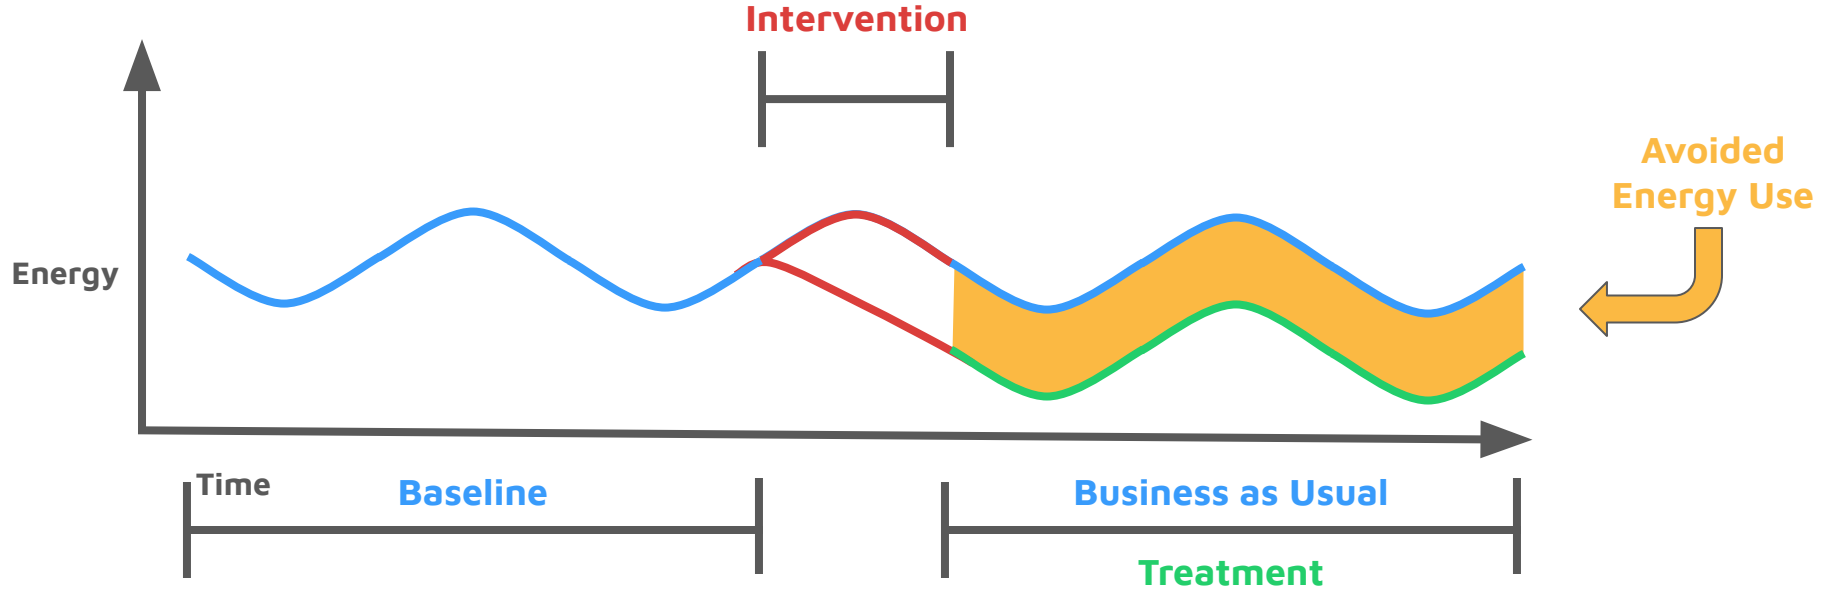 Intervention
Avoided
Energy Use
Energy
Time
Baseline
Business as Usual
Treatment